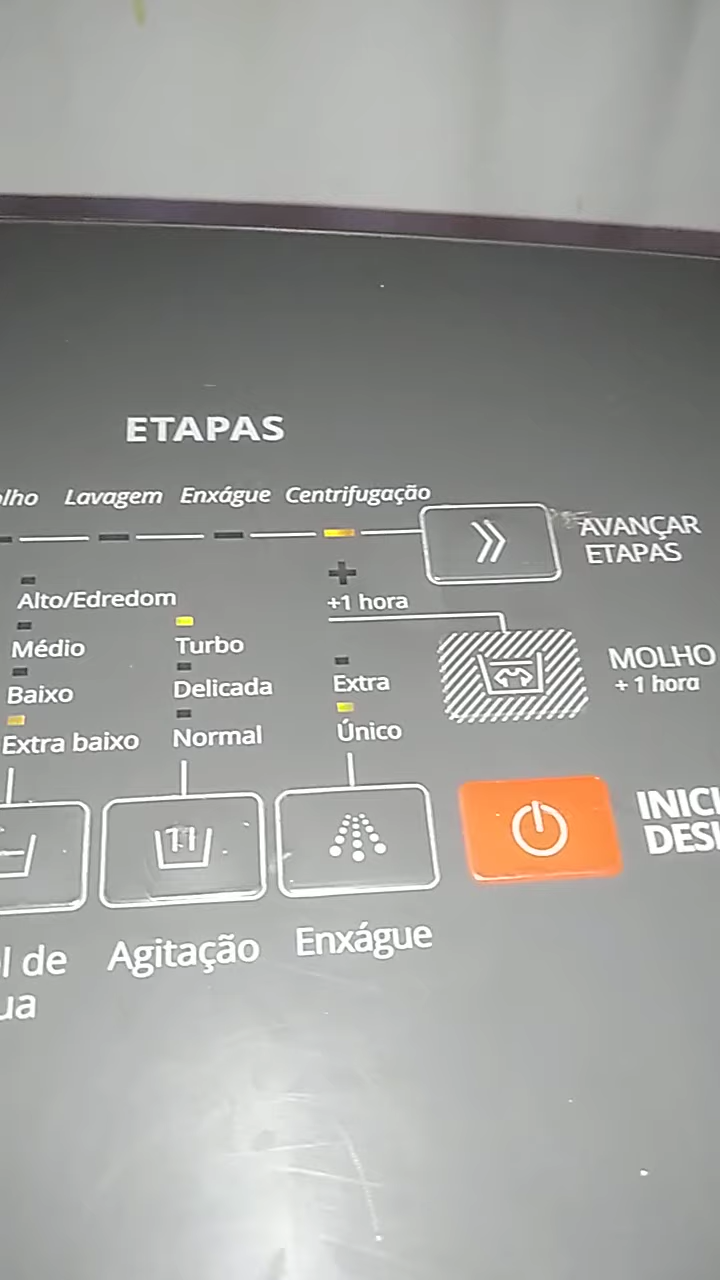 ETAPAS
Lavagem Enxágue Centrifugação
AVANÇAR
ETAPAS
+
+1 hora
Alto/Edredom
Médio
Baixo
Extra baixo
Turbo
Delicada
Normal
Extra
Único
MOLHO
+ 1 hora
Agitação
Enxágue
l de
ua
INICI
DESL